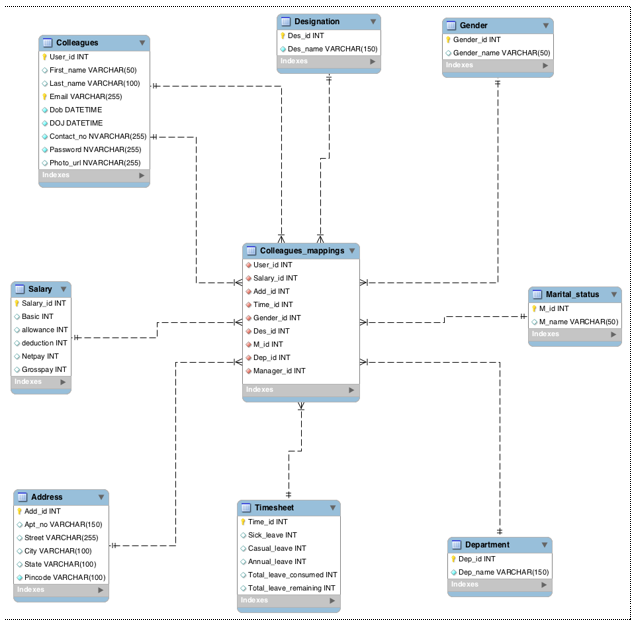 Colleagues
User_id INT
First_name VARCHAR(50)
Last_name VARCHAR(100)
Email VARCHAR(255)
Dob DATETIME
DOJ DATETIME
Contact_no NVARCHAR(255)
Password NVARCHAR(255)
Photo_url NVARCHAR(255)
Indexes
Designation
Des_id INT
Des_name VARCHAR(150)
Indexes
Gender
Gender_id INT
Gender_name VARCHAR(50)
Indexes
Colleagues_mappings
User_id INT
Salary_id INT
Add_id INT
Time_id INT
Gender_id INT
Des_id INT
M_id INT
Dep_id INT
Manager_id INT
Indexes
Salary
Salary_id INT
Basic INT
allowance INT
deduction INT
Netpay INT
Grosspay INT
Indexes
Marital_status
M_id INT
M_name VARCHAR(50)
Indexes
Address
Add_id INT
Apt_no VARCHAR(150)
Street VARCHAR(255)
City VARCHAR(100)
State VARCHAR(100)
Pincode VARCHAR(100)
Indexes
Timesheet
Time_id INT
Sick_leave INT
Casual_leave INT
Annual_leave INT
Total_leave_consumed INT
Total_leave_remaining INT
Indexes
Department
Dep_id INT
Dep_name VARCHAR(150)
Indexes